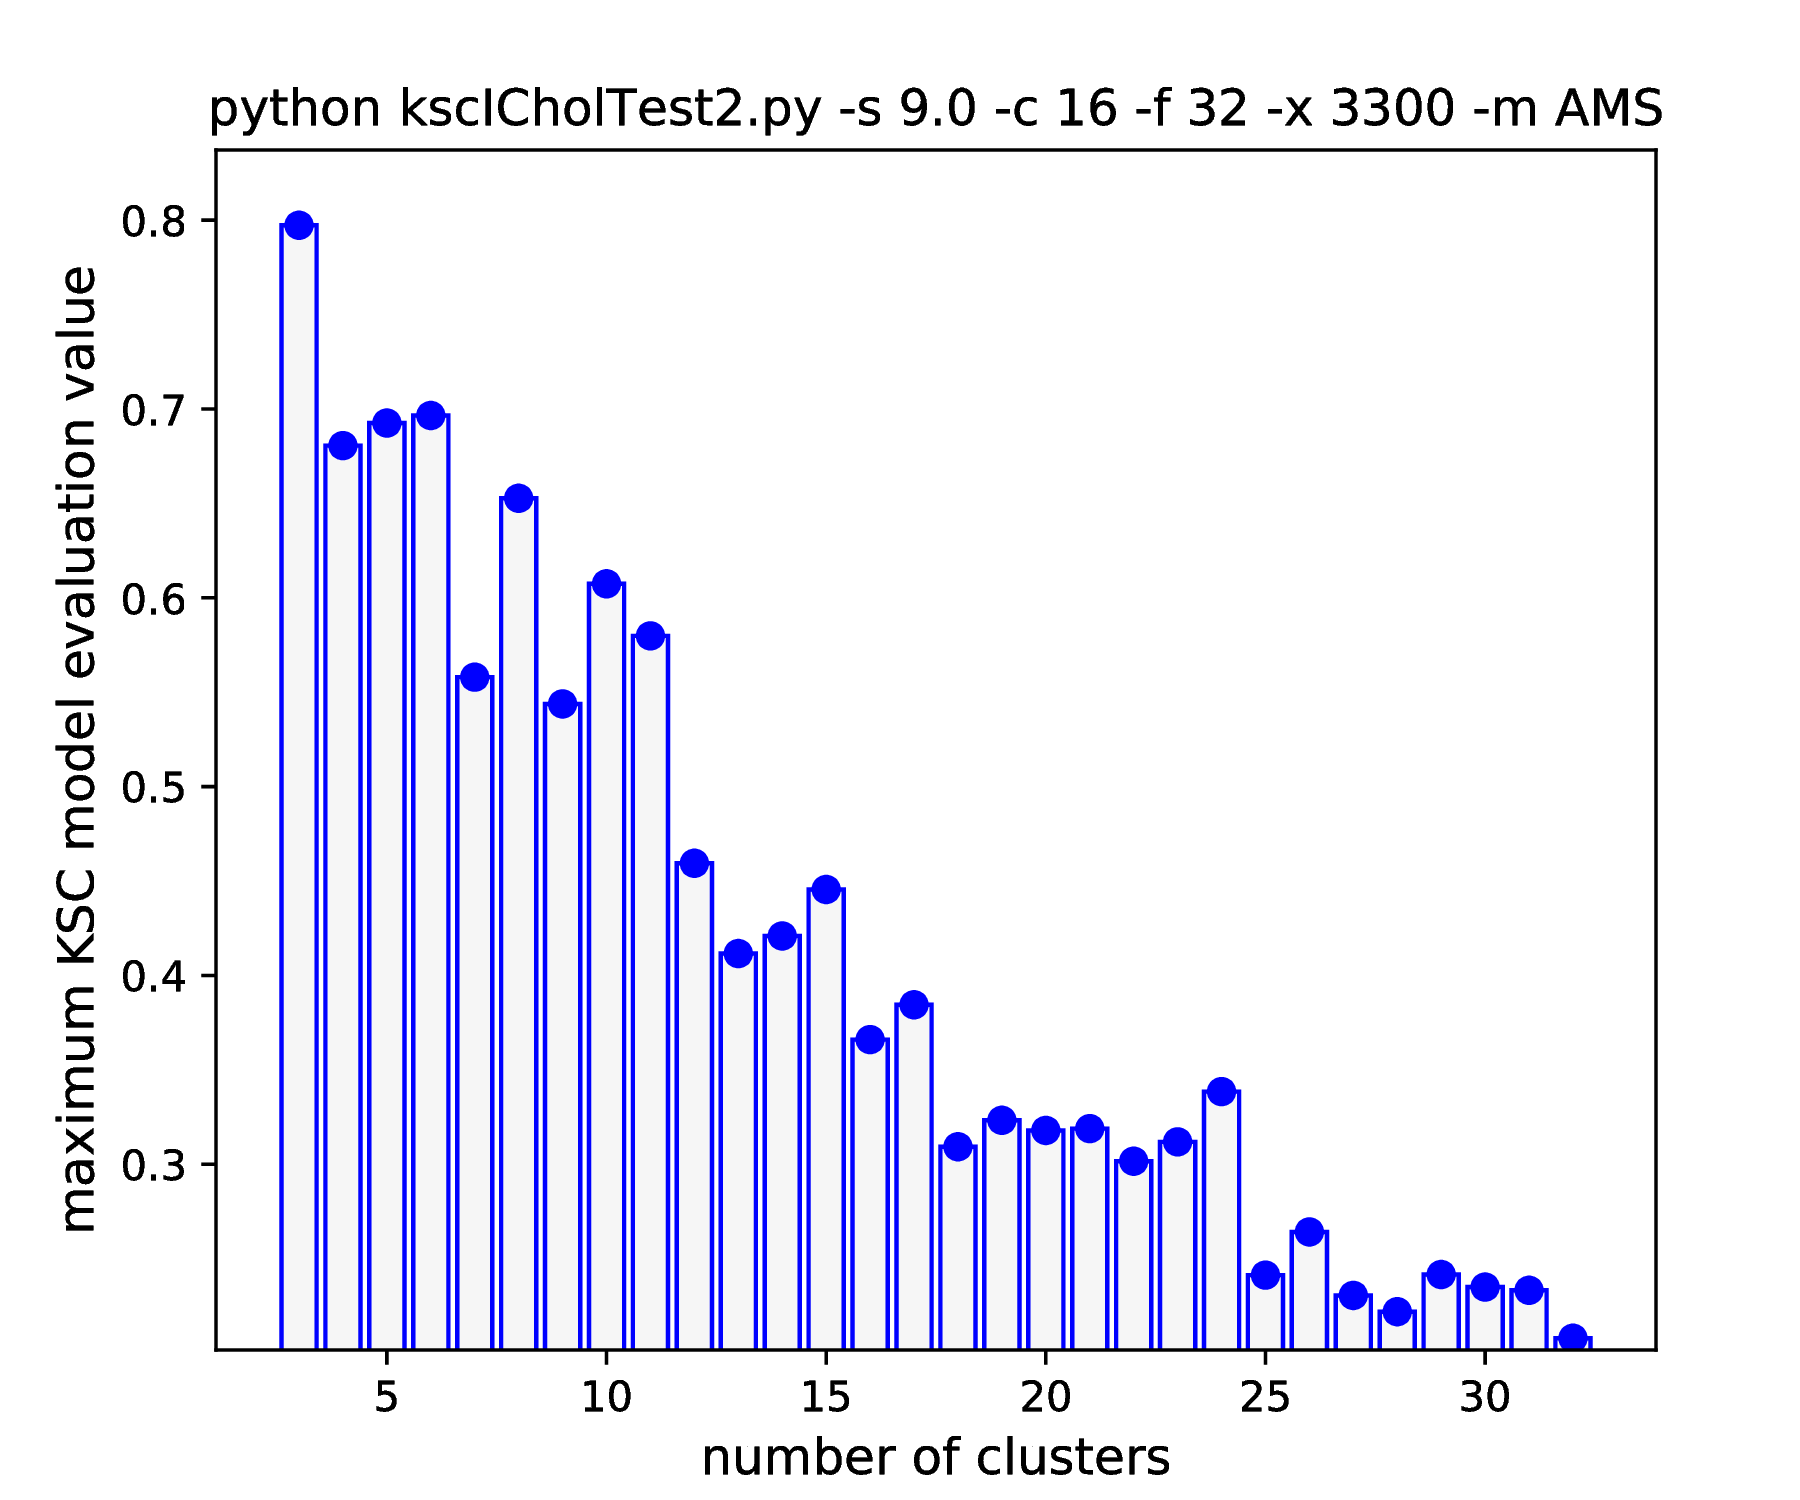 python kscICholTest2.py -s 9.0 -c 16 -f 32 -x 3300 -m AMS
maximum KSC model evaluation value
0.8
0.7
0.6
0.5
0.4
0.3
5 10 15 20 25 30
number of clusters